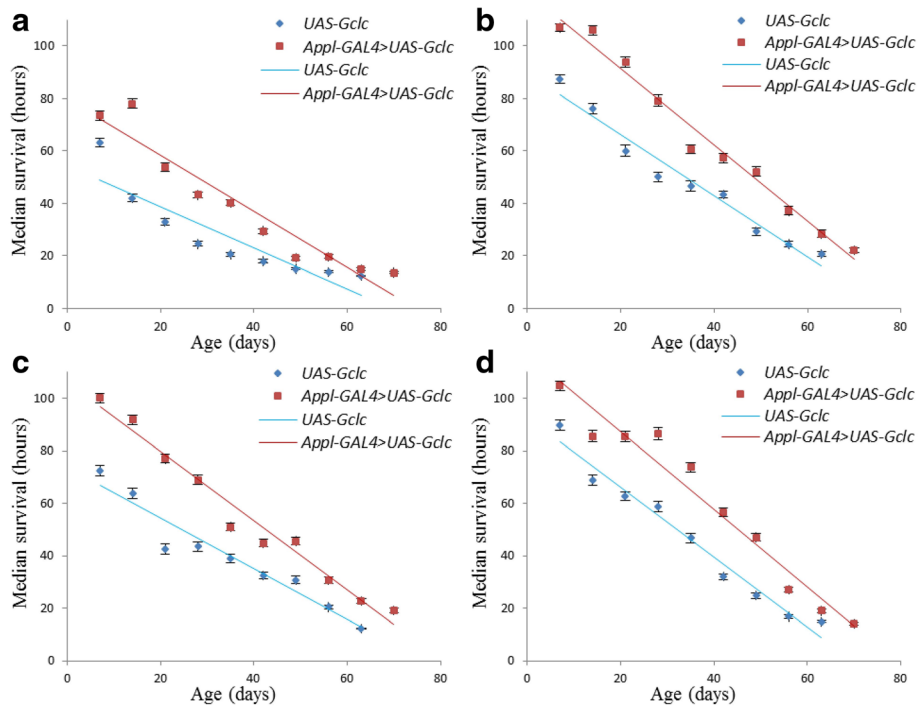 a
UAS-Gclc
Appl-GAL4>UAS-Gclc
UAS-Gclc
Appl-GAL4>UAS-Gclc
Median survival (hours)
100
80
60
40
20
0
0 20 40 60 80
Age (days)
b
UAS-Gclc
Appl-GAL4>UAS-Gclc
UAS-Gclc
Appl-GAL4>UAS-Gclc
Median survival (hours)
100
80
60
40
20
0
0 20 40 60 80
Age (days)
c
UAS-Gclc
Appl-GAL4>UAS-Gclc
UAS-Gclc
Appl-GAL4>UAS-Gclc
Median survival (hours)
100
80
60
40
20
0
0 20 40 60 80
Age (days)
d
UAS-Gclc
Appl-GAL4>UAS-Gclc
UAS-Gclc
Appl-GAL4>UAS-Gclc
Median survival (hours)
100
80
60
40
20
0
0 20 40 60 80
Age (days)